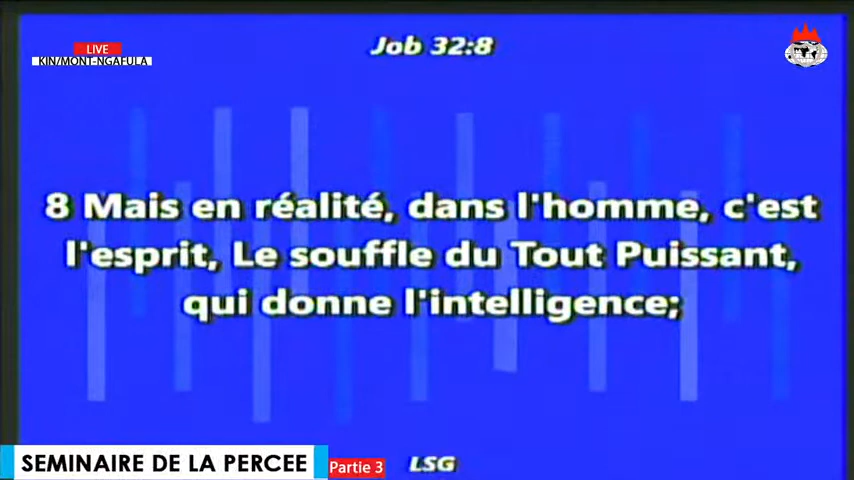 LIVE
KIN/MONT-NGAFULA
Job 32:8
8 Mais en réalité, dans l'homme, c'est
l'esprit, Le souffle du Tout Puissant,
qui donne l'intelligence;
SEMINAIRE DE LA PERCEE
Partie 3
LSG